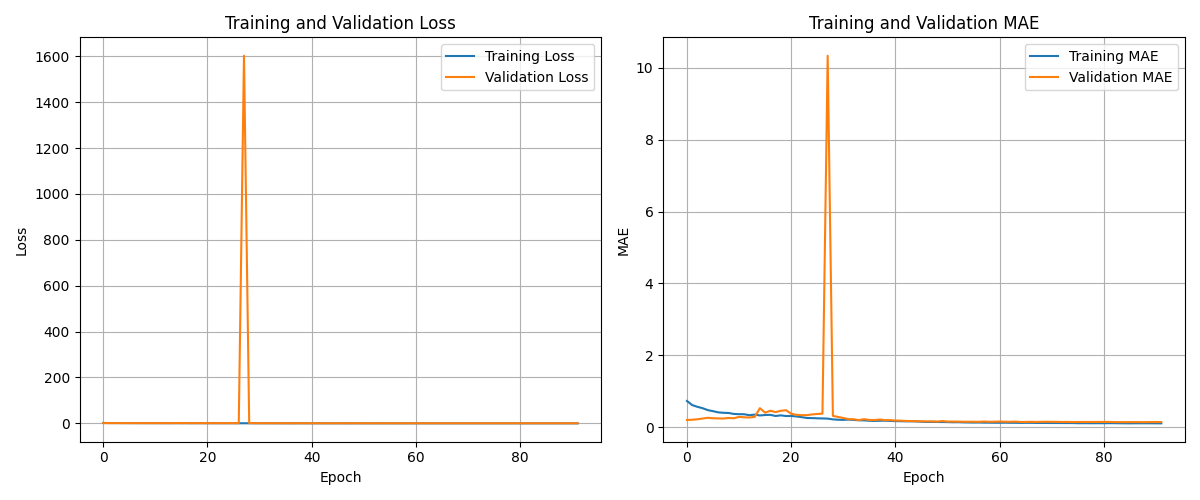 Training and Validation Loss
Training Loss
Validation Loss
1600
1400
1200
1000
800
600
400
200
0
Loss
0 20 40 60 80
Epoch
Training and Validation MAE
Training MAE
Validation MAE
10
8
6
4
2
0
MAE
0 20 40 60 80
Epoch